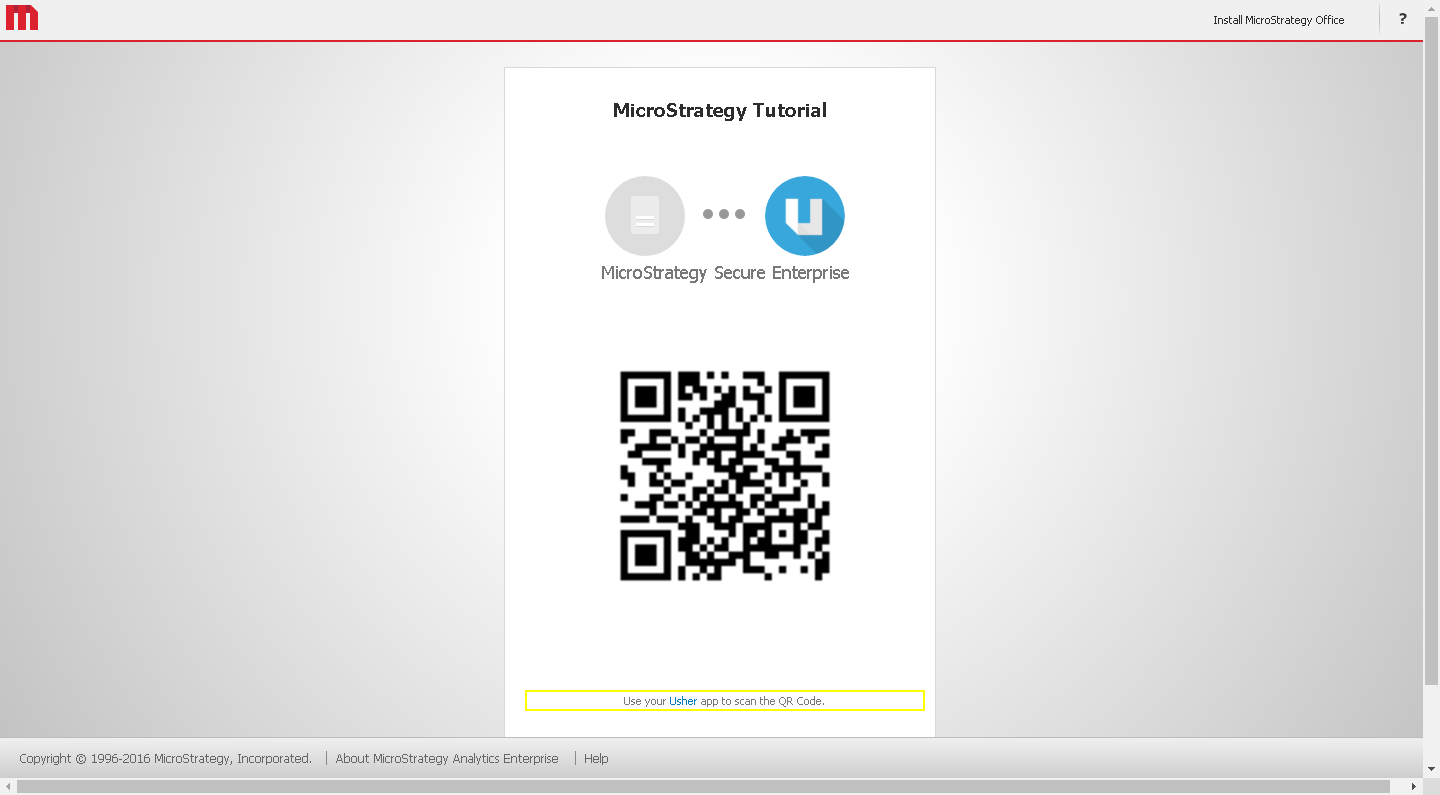 Install MicroStrategy Office
?
MicroStrategy Tutorial
MicroStrategy Secure Enterprise
Use your Usher app to scan the QR Code.
Copyright © 1996-2016 MicroStrategy, Incorporated. | About MicroStrategy Analytics Enterprise | Help